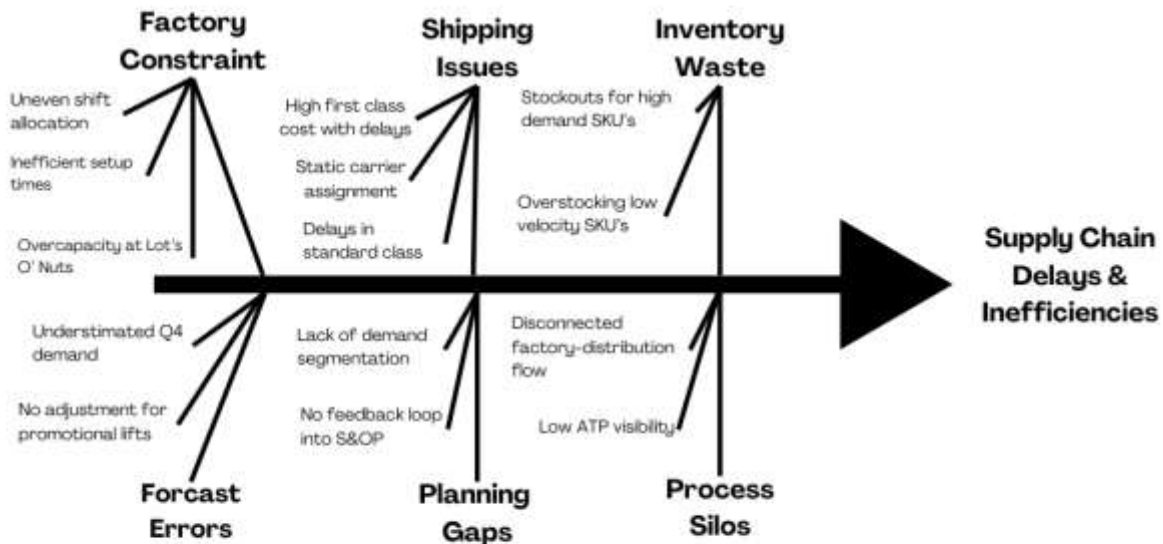 Factory
Constraint
Shipping
Issues
Inventory
Waste
Uneven shift
allocation
Inefficient setup
times
Overcapacity at Lot's
O' Nuts
High first class
cost with delays
Static carrier
assignment
Delays in
standard class
Stockouts for high
demand SKU's
Overstocking low
velocity SKU's
Supply Chain
Delays &
Inefficiencies
Understimated Q4
demand
No adjustment for
promotional lifts
Lack of demand
segmentation
No feedback loop
into S&OP
Disconnected
factory-distribution
flow
Low ATP visibility
Forcast
Errors
Planning
Gaps
Process
Silos